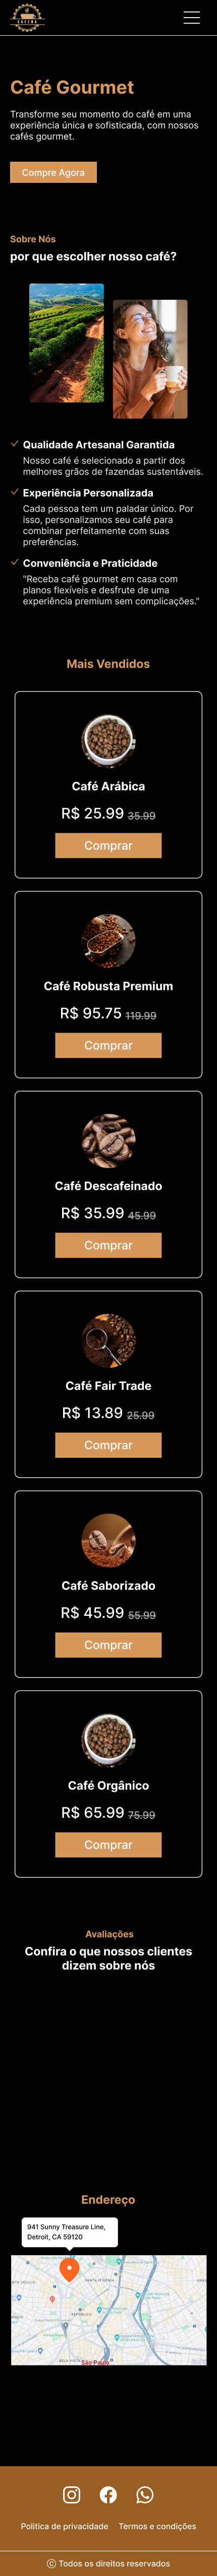 Café Gourmet
Transforme seu momento do café em uma
experiência única e sofisticada, com nossos
cafés gourmet.
Compre Agora
Sobre Nós
por que escolher nosso café?
Qualidade Artesanal Garantida
Nosso café é selecionado a partir dos
melhores grãos de fazendas sustentáveis.
Experiência Personalizada
Cada pessoa tem um paladar único. Por
isso, personalizamos seu café para
combinar perfeitamente com suas
preferências.
Conveniência e Praticidade
"Receba café gourmet em casa com
planos flexíveis e desfrute de uma
experiência premium sem complicações."
Mais Vendidos
Café Arábica
R$ 25.99 35.99
Comprar
Café Robusta Premium
R$ 95.75 119.99
Comprar
Café Descafeinado
R$ 35.99 45.99
Comprar
Café Fair Trade
R$ 13.89 25.99
Comprar
Café Saborizado
R$ 45.99 55.99
Comprar
Café Orgânico
R$ 65.99 75.99
Comprar
Avaliações
Confira o que nossos clientes
dizem sobre nós
Endereço
941 Sunny Treasure Line,
Detroit, CA 59120
REPÚBLICA
BELA VISTA
São Paulo
Politica de privacidade Termos e condições
© Todos os direitos reservados